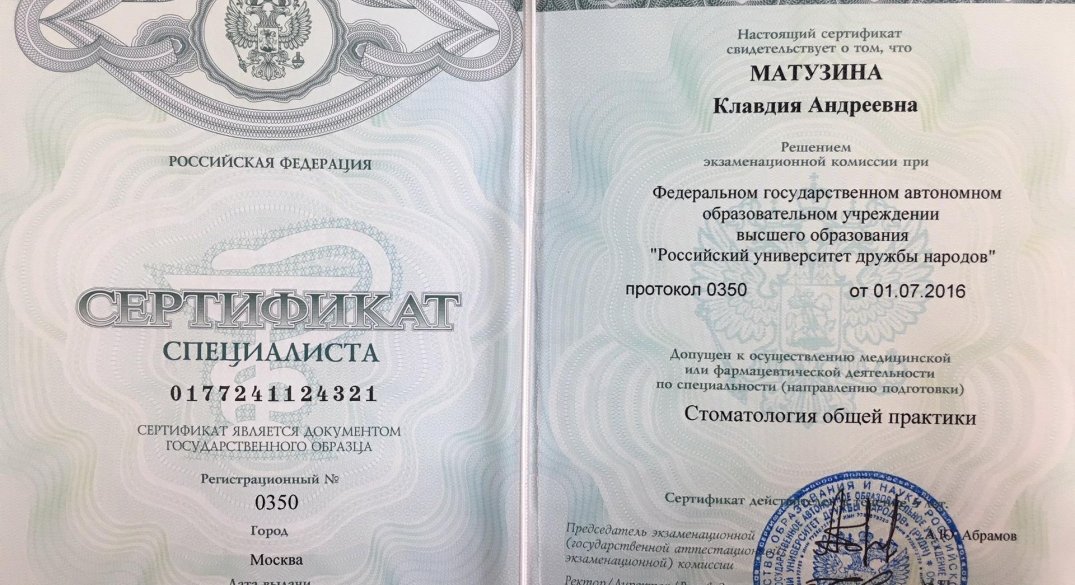 РОССИЙСКАЯ ФЕДЕРАЦИЯ
СЕРТИФИКАТ
СПЕЦИАЛИСТА
0177241124321
СЕРТИФИКАТ ЯВЛЯЕТСЯ ДОКУМЕНТОМ
ГОСУДАРСТВЕННОГО ОБРАЗЦА
Регистрационный №
0350
Город
Москва
Дата выдачи
Настоящий сертификат
свидетельствует о том, что
МАТУЗИНА
Клавдия Андреевна
Решением
экзаменационной комиссии при
Федеральном государственном автономном
образовательном учреждении
высшего образования
"Российский университет дружбы народов"
протокол 0350 от 01.07.2016
Допущен к осуществлению медицинской
или фармацевтической деятельности
по специальности (направлению подготовки)
Стоматология общей практики
Сертификат
Председатель экзаменационной
А.Ю. Абрамов
(государственной
экзаменационной) комиссии